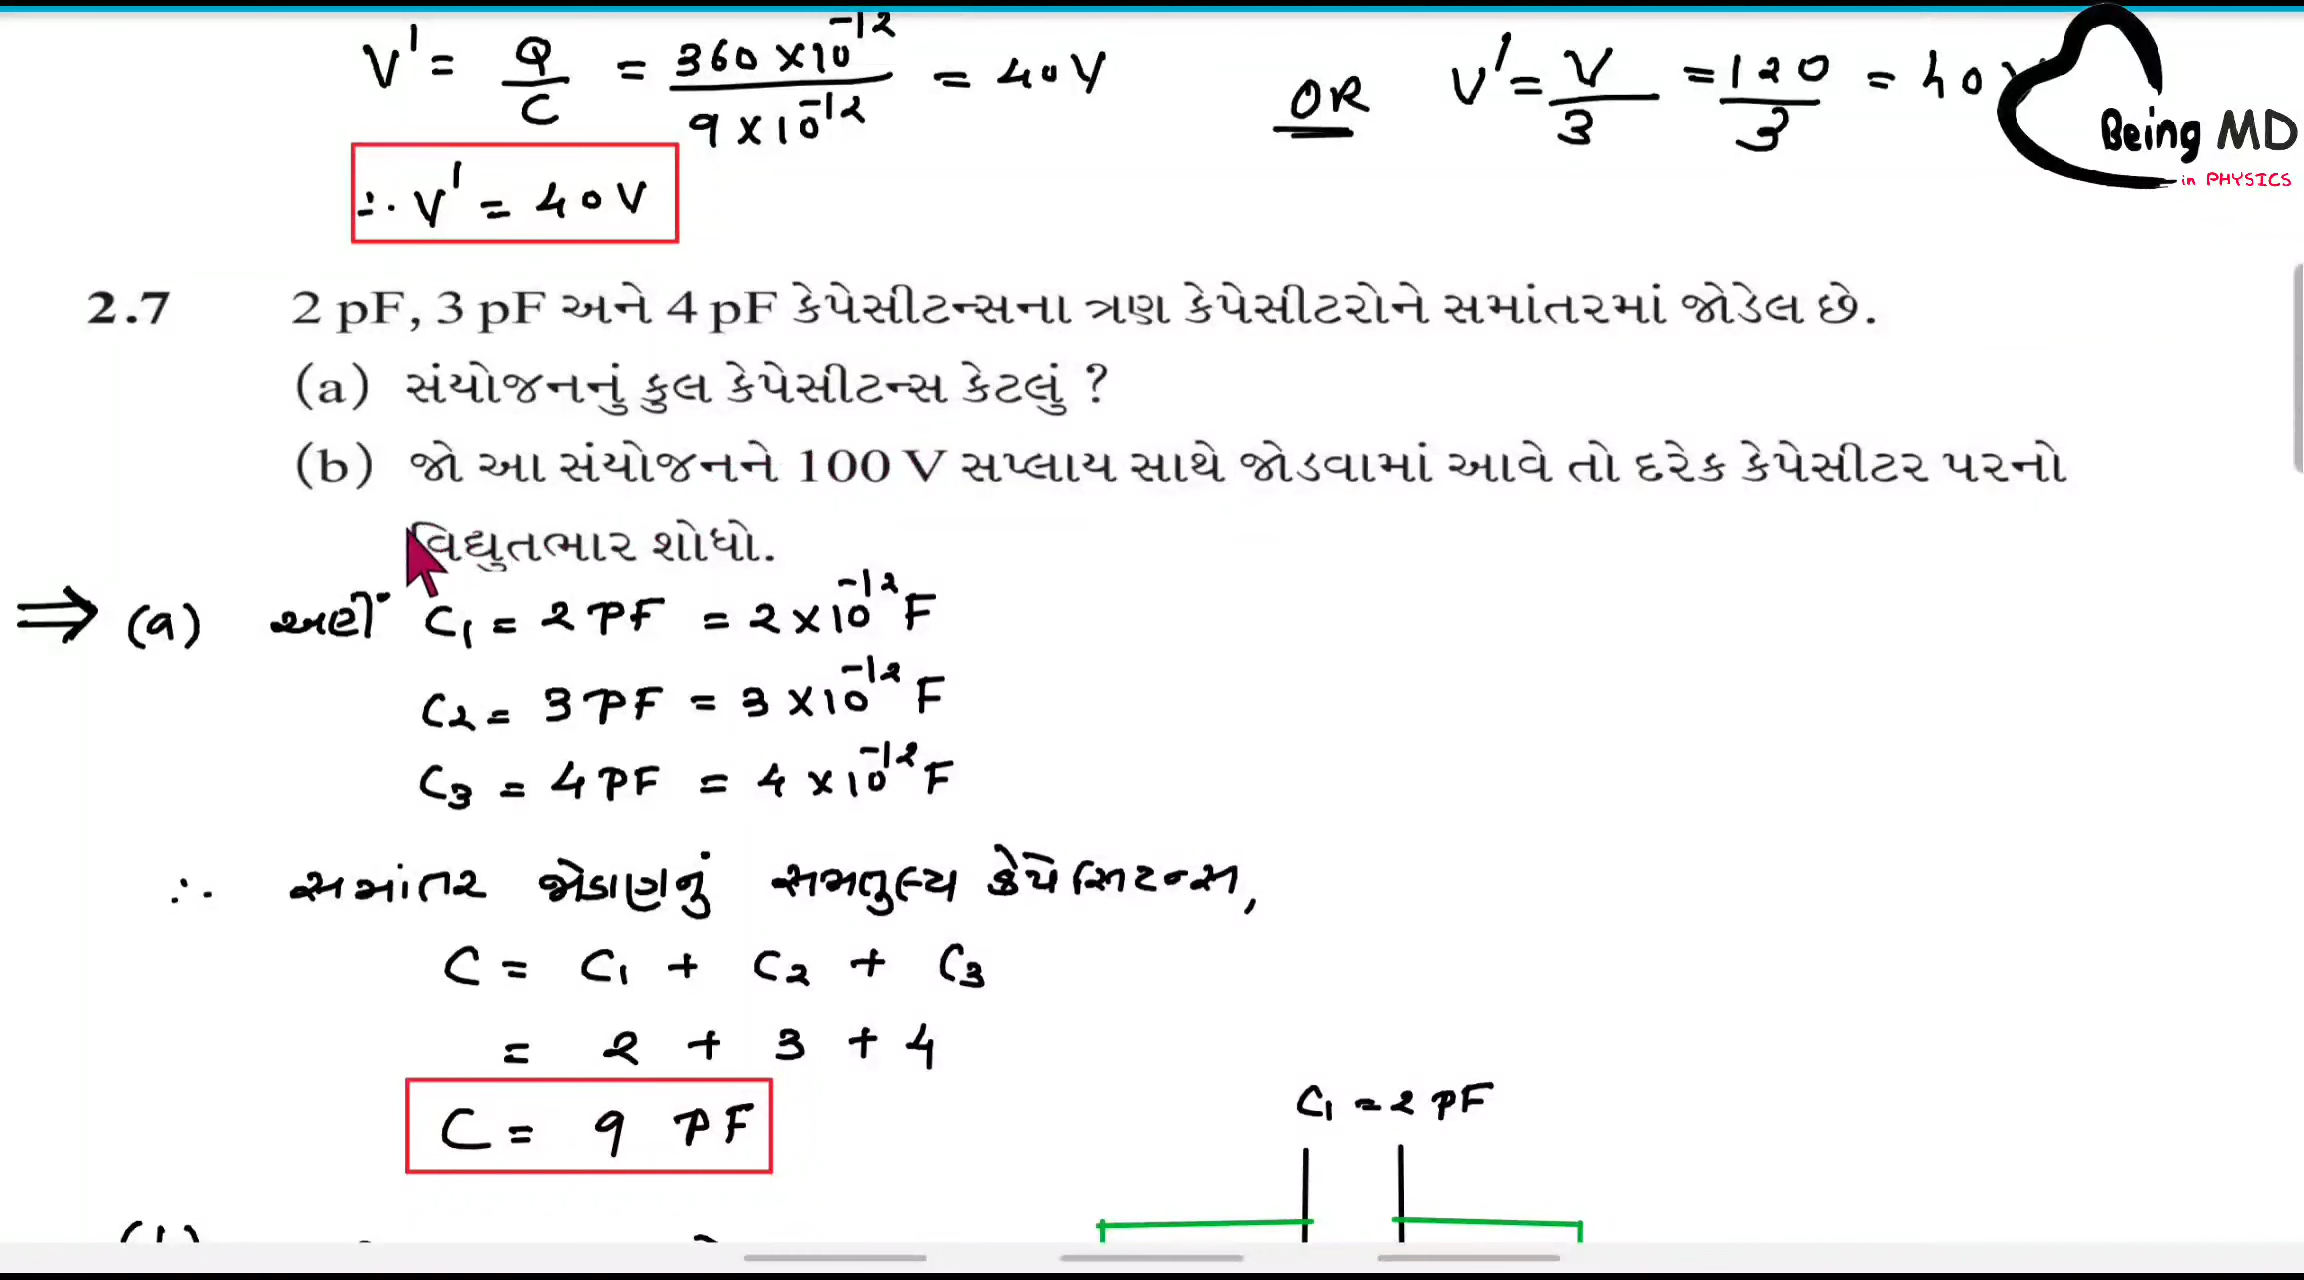 V' = Q/C = 360 × 10⁻¹² / 9 × 10⁻¹² = 40V OR V' = V/3 = 120/3 = 40
Being MD
in PHYSICS
∴ V' = 40V
2.7 2 pF, 3 pF અને 4 pF કેપેસીટન્સના ત્રણ કેપેસીટરોને સમાંતરમાં જોડેલ છે.
(a) સંયોજનનું કુલ કેપેસીટન્સ કેટલું ?
(b) જો આ સંયોજનને 100 V સપ્લાય સાથે જોડવામાં આવે તો દરેક કેપેસીટર પરનો
વિદ્યુતભાર શોધો.
⇒ (a) અહીં C₁ = 2 PF = 2 × 10⁻¹² F
C₂ = 3 PF = 3 × 10⁻¹² F
C₃ = 4 PF = 4 × 10⁻¹² F
∴ સમાંતર જોડાણનું સમતુલ્ય કેપેસિટન્સ,
C = C₁ + C₂ + C₃
= 2 + 3 + 4
C = 9 PF
C₁ = 2 PF